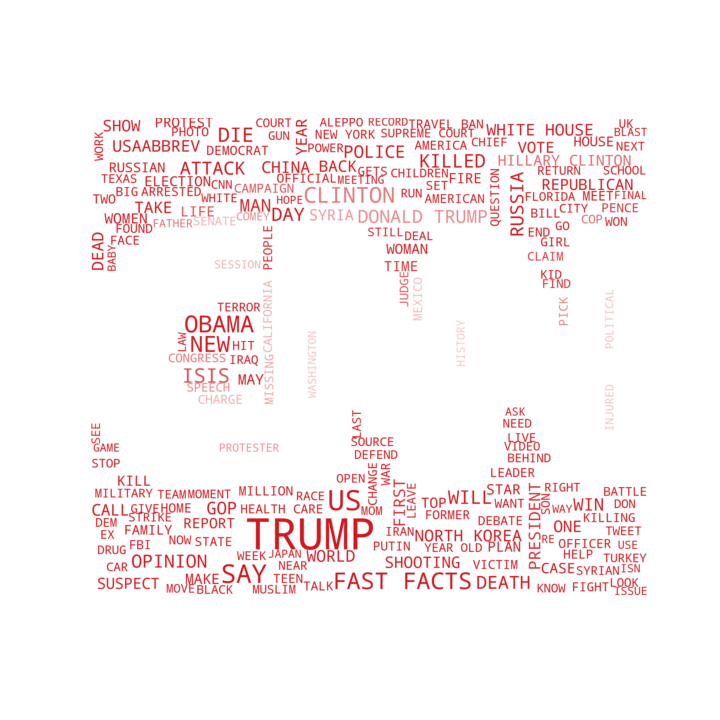 SHOW PROTEST COURT ALEPPO RECORD TRAVEL BAN UK
WORK PHOTO DIE GUN YEAR NEW YORK SUPREME COURT WHITE HOUSE BLAST
USAABBREV DEMOCRAT POWER POLICE AMERICA CHIEF VOTE HOUSE NEXT
RUSSIAN ATTACK CHINA BACK GETS CHILDREN KILLED HILLARY CLINTON
TEXAS ELECTION CNN OFFICIAL MEETING SET FIRE QUESTION RUSSIA RETURN SCHOOL
TWO BIG ARRESTED WHITE CAMPAIGN HOPE CLINTON RUN AMERICAN REPUBLICAN
TAKE LIFE MAN FLORIDA MEET FINAL
WOMEN FATHER SENATE COMEY DAY SYRIA DONALD TRUMP BILL CITY PENCE
FOUND STILL DEAL END GO COP WON
DEAD FACE PEOPLE WOMAN GIRL
BABY SESSION TIME CLAIM
JUDGE MEXICO KID
FIND
TERROR CALIFORNIA PICK POLITICAL
OBAMA
LAW NEW HIT WASHINGTON HISTORY
CONGRESS IRAQ
ISIS MAY MISSING
SPEECH
CHARGE INJURED
LAST ASK
SEE NEED
GAME PROTESTER SOURCE LIVE
VIDEO
STOP DEFEND BEHIND
KILL OPEN CHANGE WAR LEADER
MILITARY TEAM MOMENT MILLION RACE US FIRST LEAVE STAR RIGHT BATTLE
CALL GIVE HOME GOP HEALTH CARE MOM TOP WILL WANT PRESIDENT SON WAY WIN DON
DEM STRIKE REPORT TRUMP FORMER DEBATE KILLING
EX FAMILY IRAN NORTH KOREA RE ONE TWEET
DRUG FBI NOW STATE PUTIN YEAR OLD PLAN OFFICER USE
CAR OPINION WEEK JAPAN WORLD SHOOTING VICTIM HELP TURKEY
SUSPECT MAKE SAY NEAR TEEN FAST FACTS DEATH CASE SYRIAN ISN
MOVE BLACK MUSLIM TALK KNOW FIGHT LOOK
ISSUE